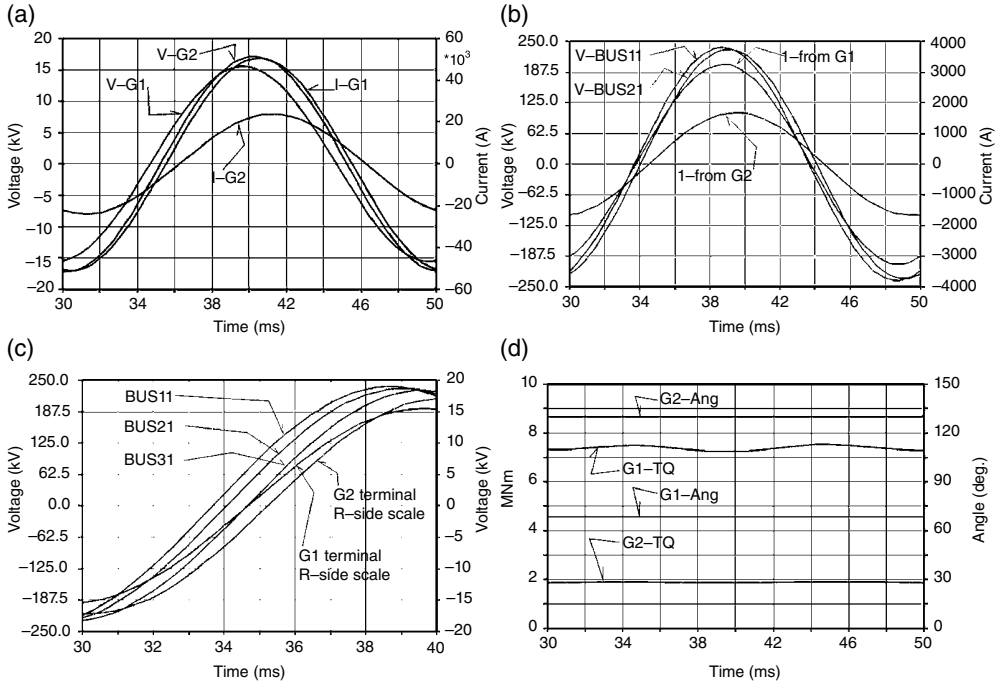 (a)
20
15
10
5
0
−5
−10
−15
−20
Voltage (kV)
60
*10³
40
20
0
−20
−40
−60
Current (A)
V–G2
V–G1
I–G1
I–G2
30 34 38 42 46 50
Time (ms)
(b)
250.0
187.5
125.0
62.5
0.0
−62.5
−125.0
−187.5
−250.0
Voltage (kV)
4000
3000
2000
1000
0
−1000
−2000
−3000
−4000
Current (A)
V–BUS11
1–from G1
V–BUS21
1–from G2
30 34 38 42 46 50
Time (ms)
(c)
250.0
187.5
125.0
62.5
0.0
−62.5
−125.0
−187.5
−250.0
Voltage (kV)
20
15
10
5
0
−5
−10
−15
−20
Voltage (kV)
BUS11
BUS21
BUS31
G2 terminal
R–side scale
G1 terminal
R–side scale
30 32 34 36 38 40
Time (ms)
(d)
10
8
6
4
2
0
MNm
150
120
90
60
30
0
Angle (deg.)
G2–Ang
G1–TQ
G1–Ang
G2–TQ
30 34 38 42 46 50
Time (ms)